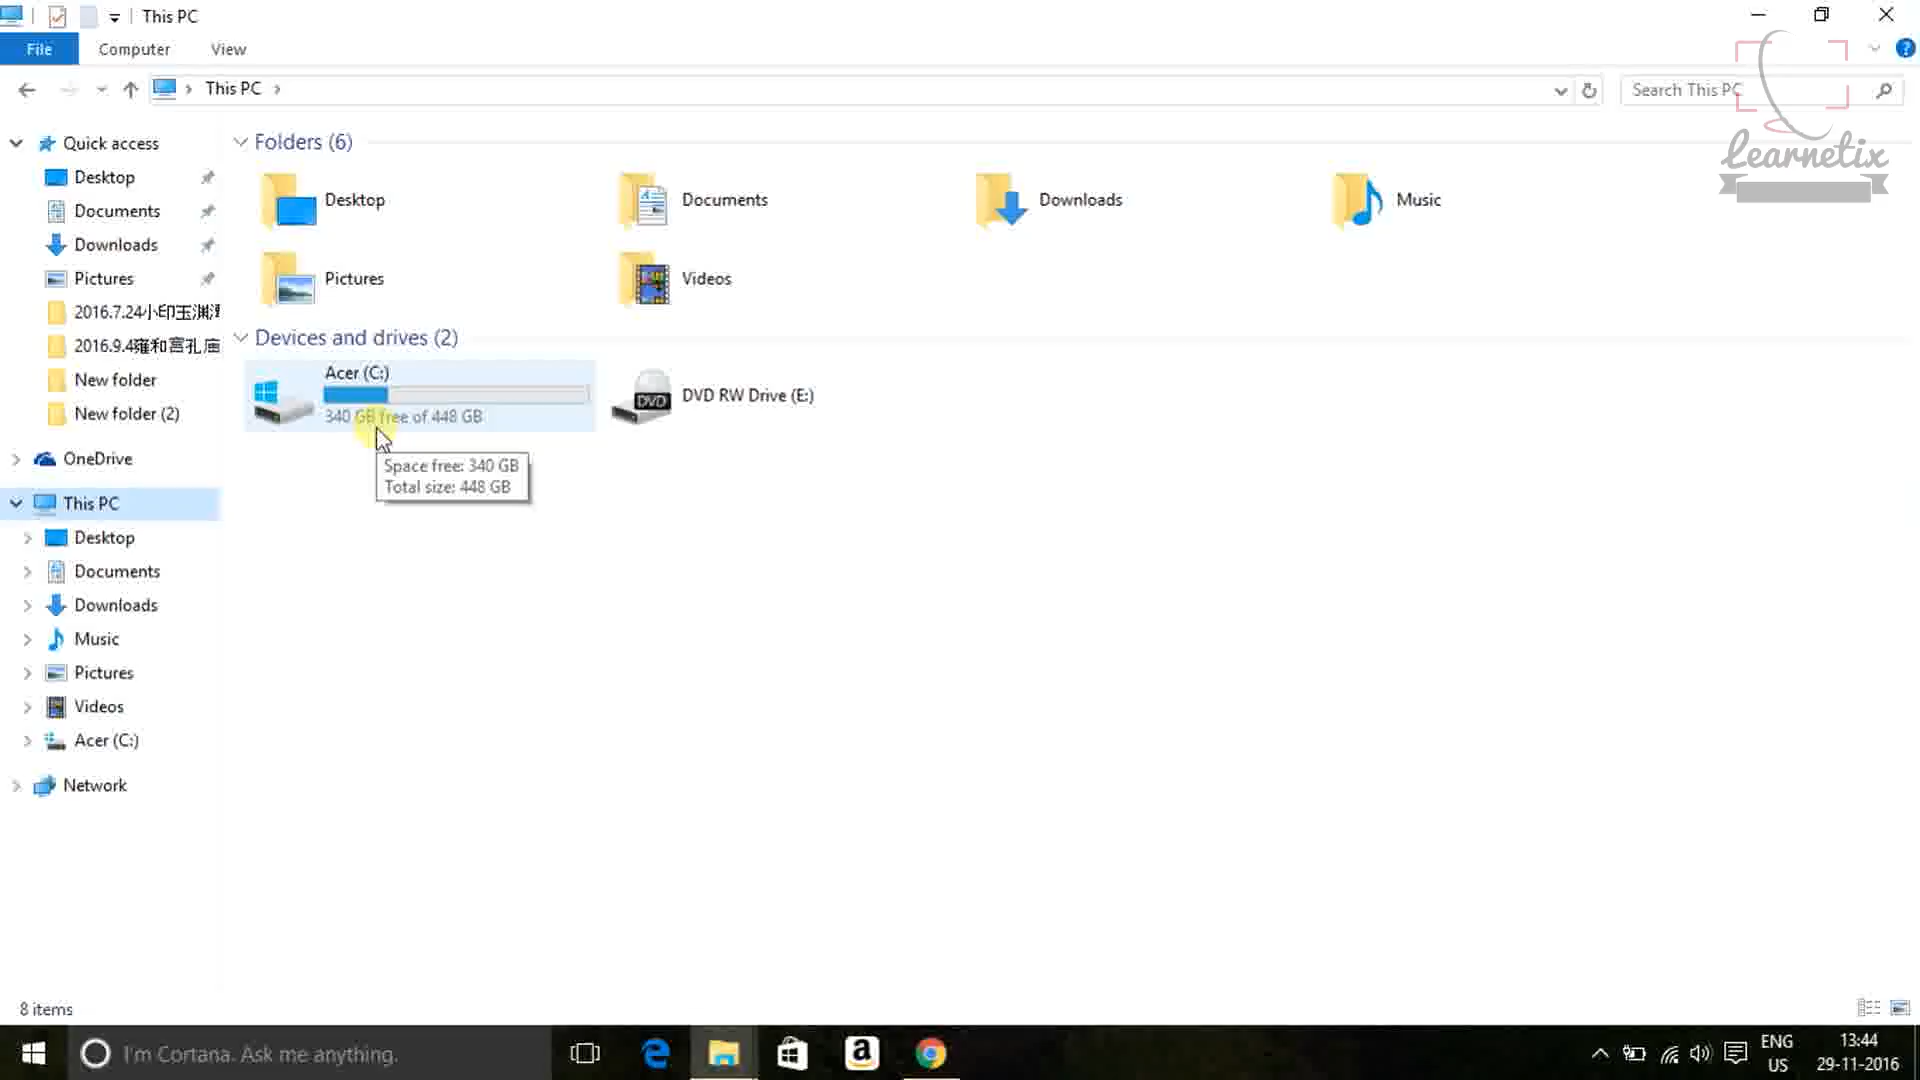 This PC
File
Computer
View
This PC
Search This PC
Learnetix
Quick access
Desktop
Documents
Downloads
Pictures
2016.7.24小印玉渊
2016.9.4雍和宫孔庙
New folder
New folder (2)
OneDrive
This PC
Desktop
Documents
Downloads
Music
Pictures
Videos
Acer (C:)
Network
Folders (6)
Desktop
Documents
Downloads
Music
Pictures
Videos
Devices and drives (2)
Acer (C:)
340 GB free of 448 GB
DVD
DVD RW Drive (E:)
Space free: 340 GB
Total size: 448 GB
8 items
I'm Cortana. Ask me anything.
ENG
US
13:44
29-11-2016